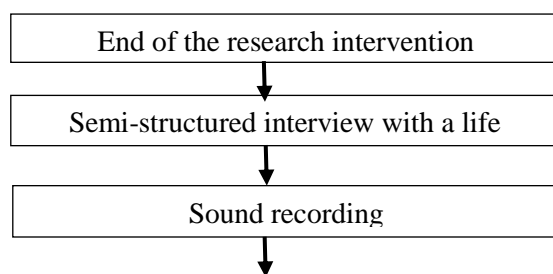 End of the research intervention
Semi-structured interview with a life
Sound recording